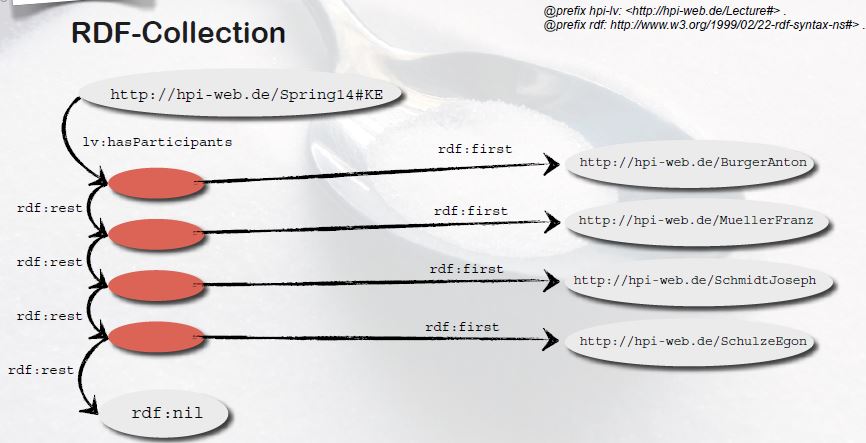 @prefix hpi-lv: <http://hpi-web.de/Lecture#> .
@prefix rdf: http://www.w3.org/1999/02/22-rdf-syntax-ns#> .
RDF-Collection
http://hpi-web.de/Spring14#KE
lv:hasParticipants
rdf:first
http://hpi-web.de/BurgerAnton
rdf:rest
rdf:first
http://hpi-web.de/MuellerFranz
rdf:rest
rdf:first
http://hpi-web.de/SchmidtJoseph
rdf:rest
rdf:first
http://hpi-web.de/SchulzeEgon
rdf:rest
rdf:nil